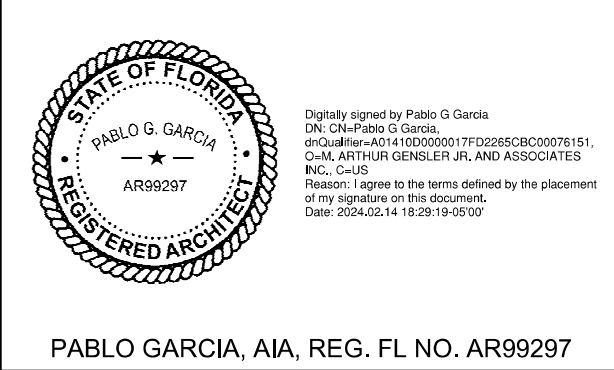 STATE OF FLORIDA
PABLO G. GARCIA
AR99297
REGISTERED ARCHITECT
Digitally signed by Pablo G Garcia
DN: CN=Pablo G Garcia,
dnQualifier=A01410D0000017FD2265CBC00076151,
O=M. ARTHUR GENSLER JR. AND ASSOCIATES
INC., C=US
Reason: I agree to the terms defined by the placement
of my signature on this document.
Date: 2024.02.14 18:29:19-05'00'
PABLO GARCIA, AIA, REG. FL NO. AR99297